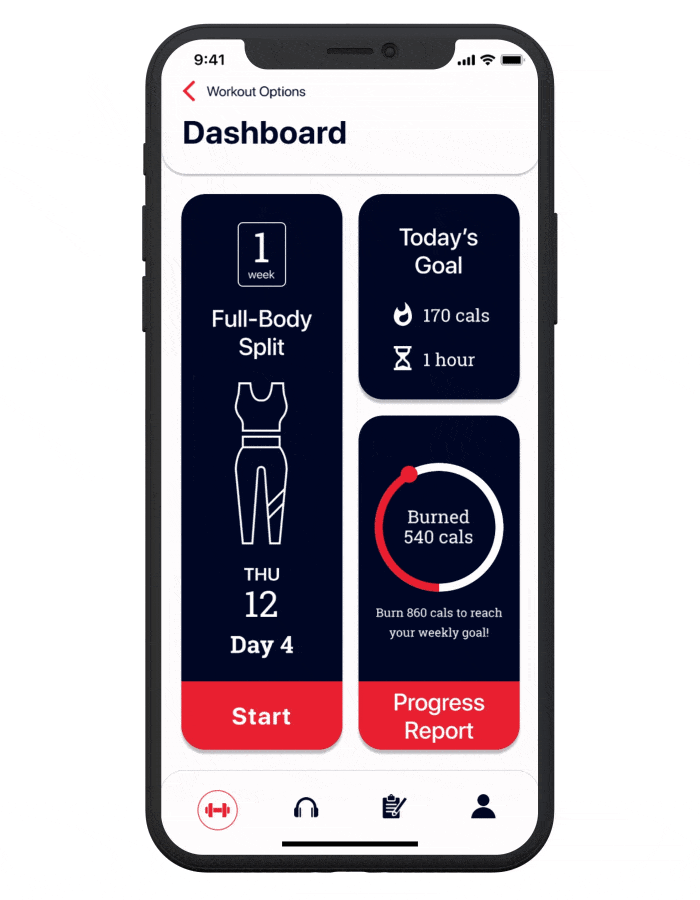 9:41
Workout Options
Dashboard
1
week
Full-Body
Split
THU
12
Day 4
Start
Today's
Goal
170 cals
1 hour
Burned
540 cals
Burn 860 cals to reach
your weekly goal!
Progress
Report